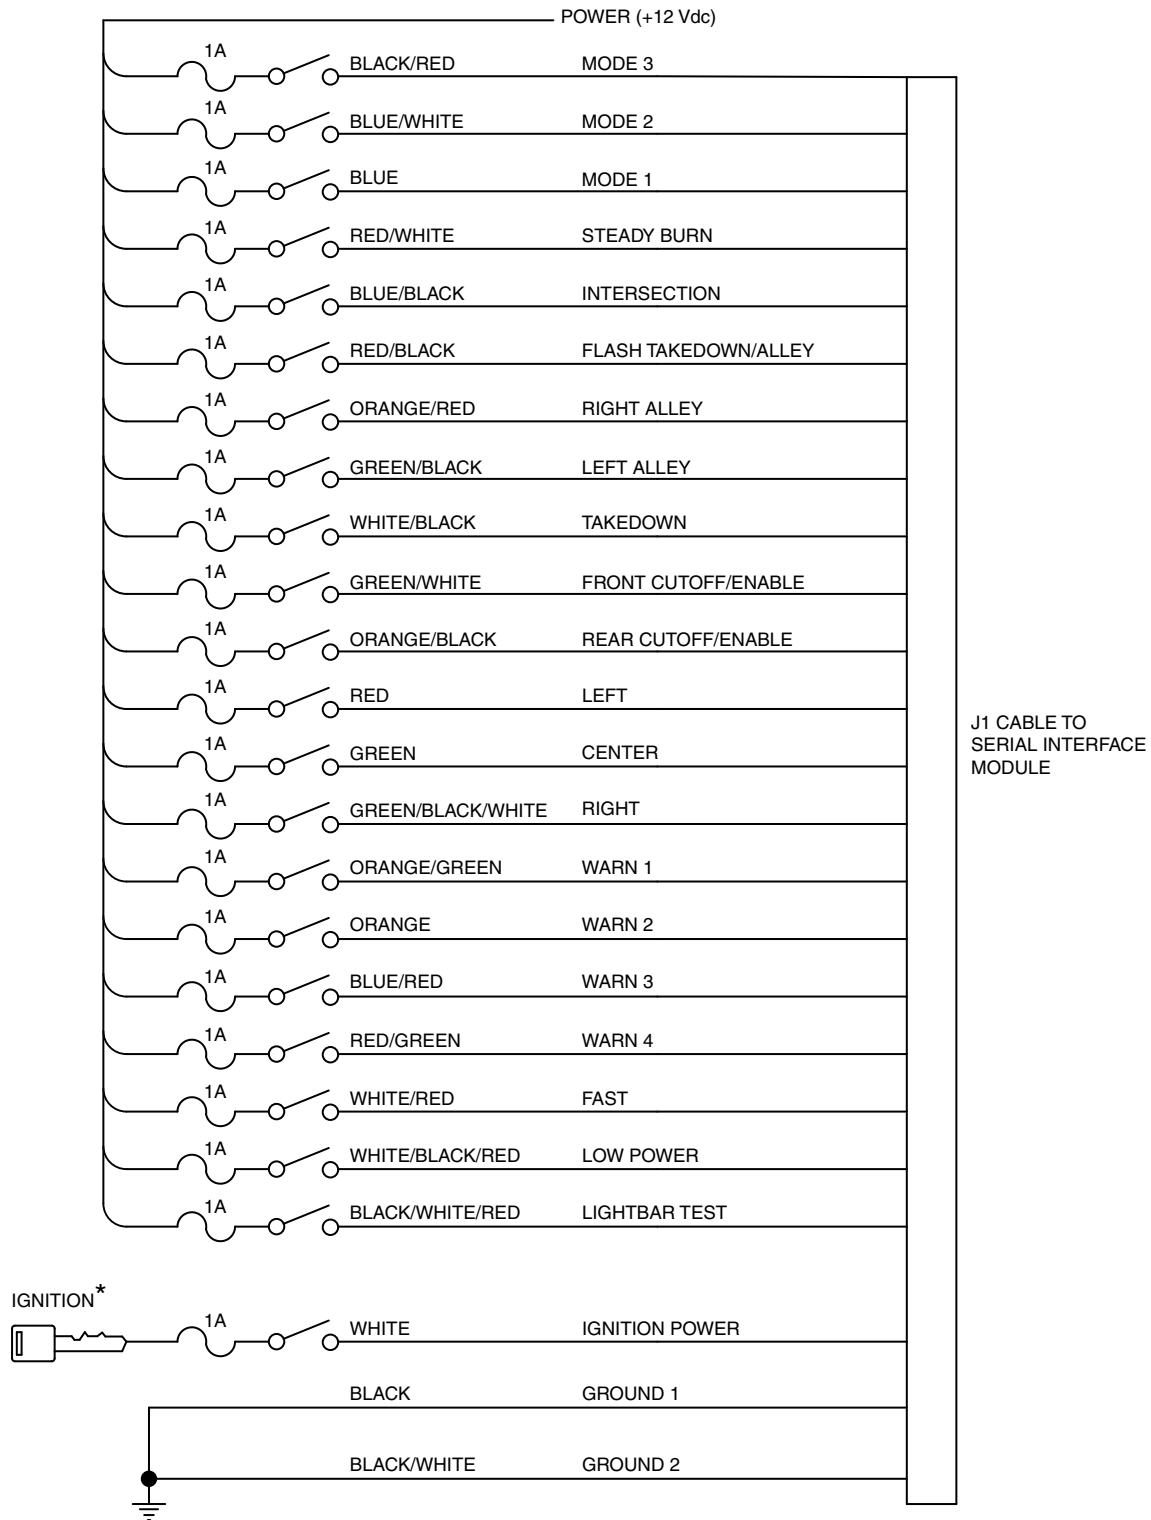 POWER (+12 Vdc)
1A BLACK/RED MODE 3
1A BLUE/WHITE MODE 2
1A BLUE MODE 1
1A RED/WHITE STEADY BURN
1A BLUE/BLACK INTERSECTION
1A RED/BLACK FLASH TAKEDOWN/ALLEY
1A ORANGE/RED RIGHT ALLEY
1A GREEN/BLACK LEFT ALLEY
1A WHITE/BLACK TAKEDOWN
1A GREEN/WHITE FRONT CUTOFF/ENABLE
1A ORANGE/BLACK REAR CUTOFF/ENABLE
1A RED LEFT
1A GREEN CENTER
1A GREEN/BLACK/WHITE RIGHT
1A ORANGE/GREEN WARN 1
1A ORANGE WARN 2
1A BLUE/RED WARN 3
1A RED/GREEN WARN 4
1A WHITE/RED FAST
1A WHITE/BLACK/RED LOW POWER
1A BLACK/WHITE/RED LIGHTBAR TEST
J1 CABLE TO
SERIAL INTERFACE
MODULE
IGNITION*
1A WHITE IGNITION POWER
BLACK GROUND 1
BLACK/WHITE GROUND 2